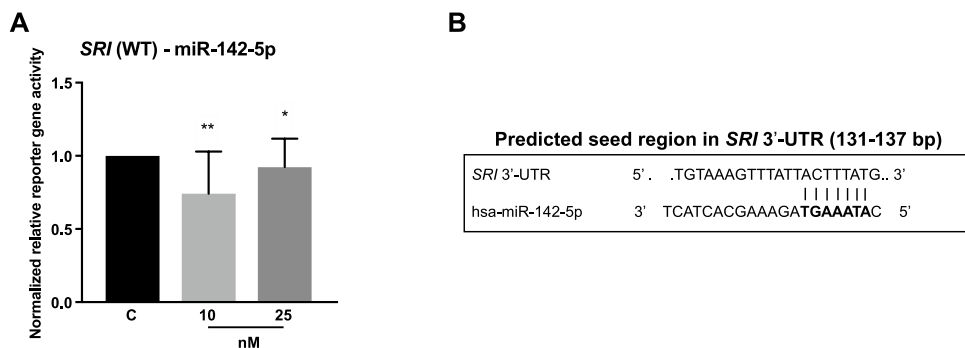 A
SRI (WT) - miR-142-5p
Normalized relative reporter gene activity
1.5
1.0
0.5
0.0
**
*
C 10 25
nM
B
Predicted seed region in SRI 3'-UTR (131-137 bp)
SRI 3'-UTR 5' . .TGTAAAGTTTATTACTTTATG.. 3'
hsa-miR-142-5p 3' TCATCACGAAAGATGAAATAC 5'